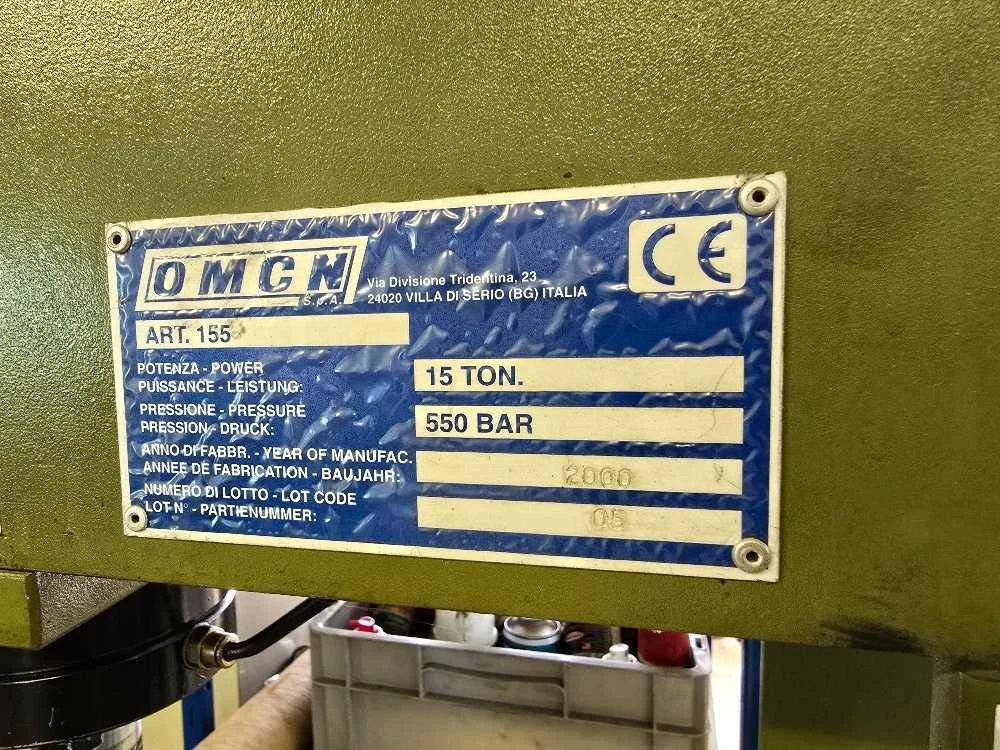 OMCN
S.p.A.
Via Divisione Tridentina, 23
24020 VILLA DI SERIO (BG) ITALIA
CE
ART. 155
POTENZA - POWER
PUISSANCE - LEISTUNG:
15 TON.
PRESSIONE - PRESSURE
PRESSION - DRUCK:
550 BAR
ANNO DI FABBR. - YEAR OF MANUFAC.
ANNEE DE FABRICATION - BAUJAHR:
2000
NUMERO DI LOTTO - LOT CODE
LOT N° - PARTIENUMMER:
05